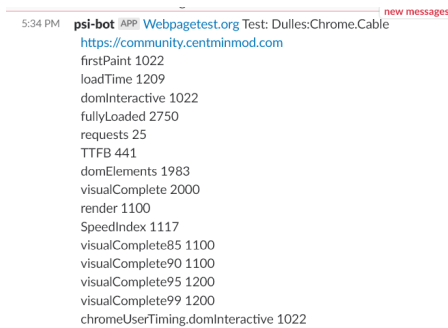 new messages
5:34 PM psi-bot APP Webpagetest.org Test: Dulles:Chrome.Cable
https://community.centminmod.com
firstPaint 1022
loadTime 1209
domInteractive 1022
fullyLoaded 2750
requests 25
TTFB 441
domElements 1983
visualComplete 2000
render 1100
SpeedIndex 1117
visualComplete85 1100
visualComplete90 1100
visualComplete95 1200
visualComplete99 1200
chromeUserTiming.domInteractive 1022